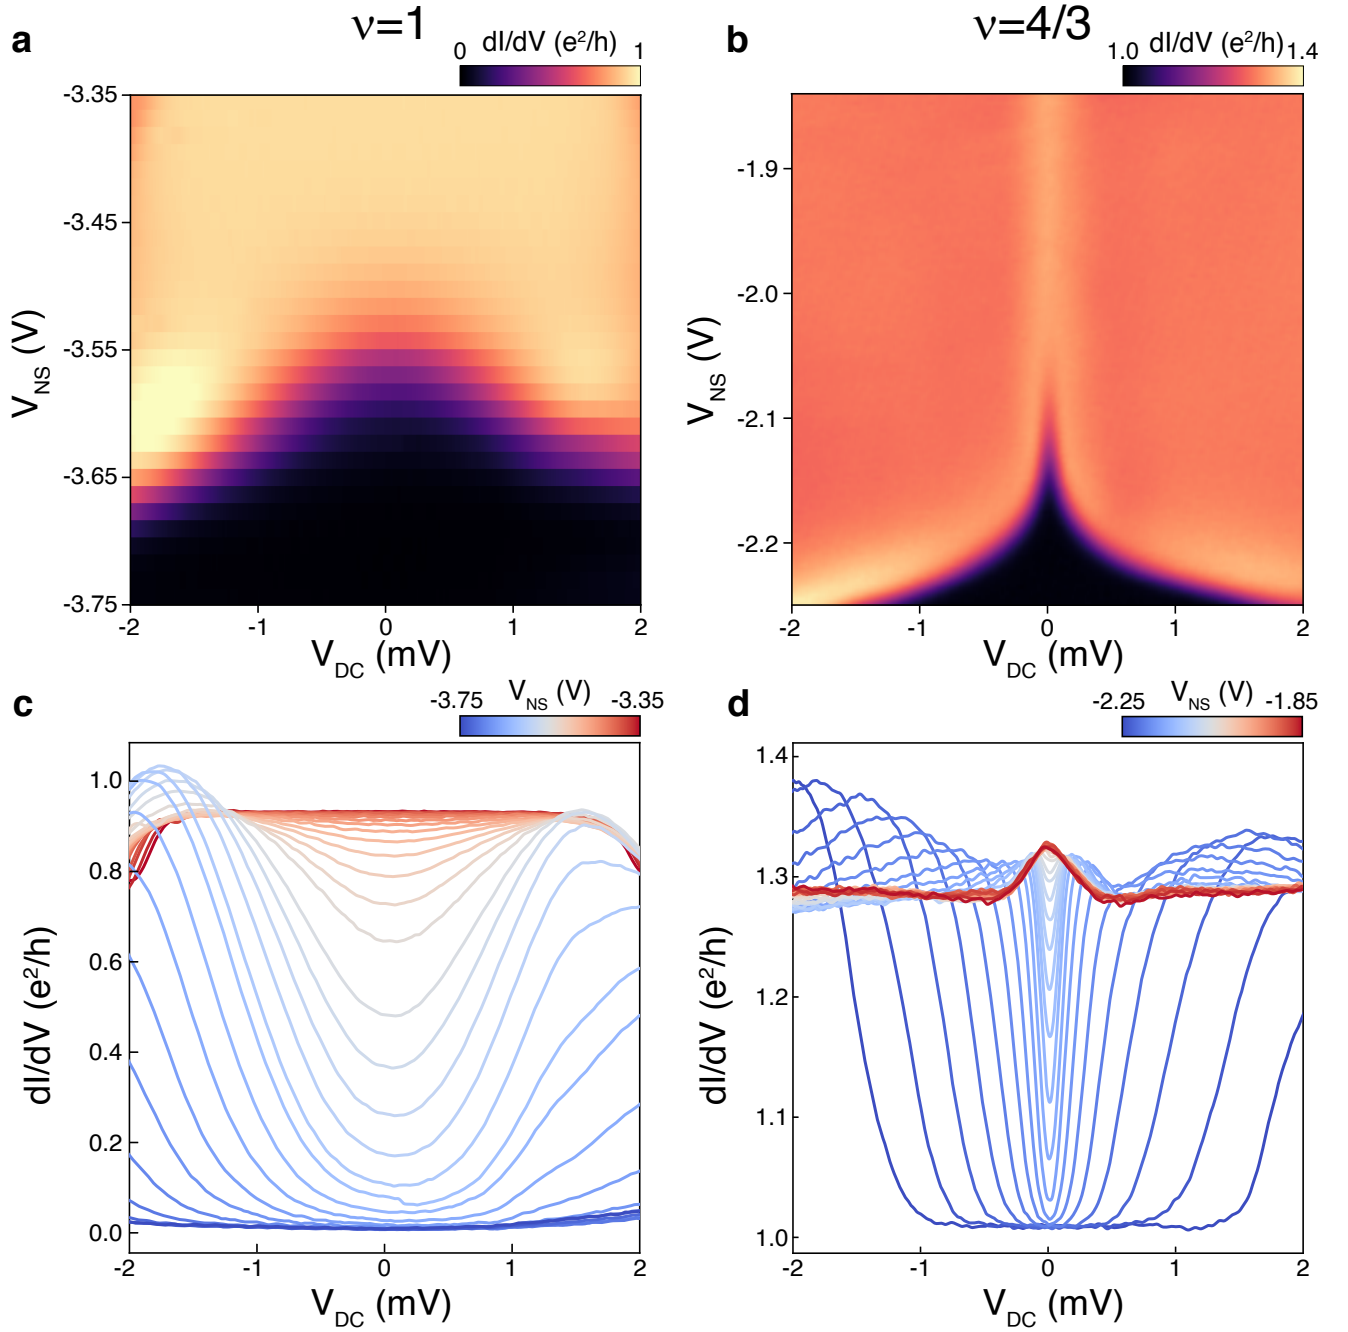 a
ν=1
0 dI/dV (e²/h) 1
-3.35
-3.45
-3.55
-3.65
-3.75
V_NS (V)
-2 -1 0 1 2
V_DC (mV)
b
ν=4/3
1.0 dI/dV (e²/h) 1.4
-1.9
-2.0
-2.1
-2.2
V_NS (V)
-2 -1 0 1 2
V_DC (mV)
c
-3.75 V_NS (V) -3.35
1.0
0.8
0.6
0.4
0.2
0.0
dI/dV (e²/h)
-2 -1 0 1 2
V_DC (mV)
d
-2.25 V_NS (V) -1.85
1.4
1.3
1.2
1.1
1.0
dI/dV (e²/h)
-2 -1 0 1 2
V_DC (mV)